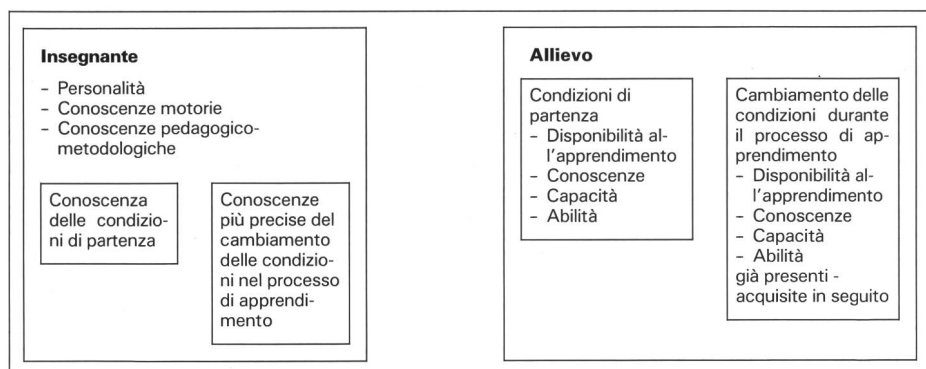 Insegnante
– Personalità
– Conoscenze motorie
– Conoscenze pedagogico-
metodologiche
Conoscenza
delle condizio-
ni di partenza
Conoscenze
più precise del
cambiamento
delle condizio-
ni nel processo
di apprendi-
mento
Allievo
Condizioni di
partenza
– Disponibilità al-
l'apprendimento
– Conoscenze
– Capacità
– Abilità
Cambiamento delle
condizioni durante
il processo di ap-
prendimento
– Disponibilità al-
l'apprendimento
– Conoscenze
– Capacità
– Abilità
già presenti -
acquisite in seguito